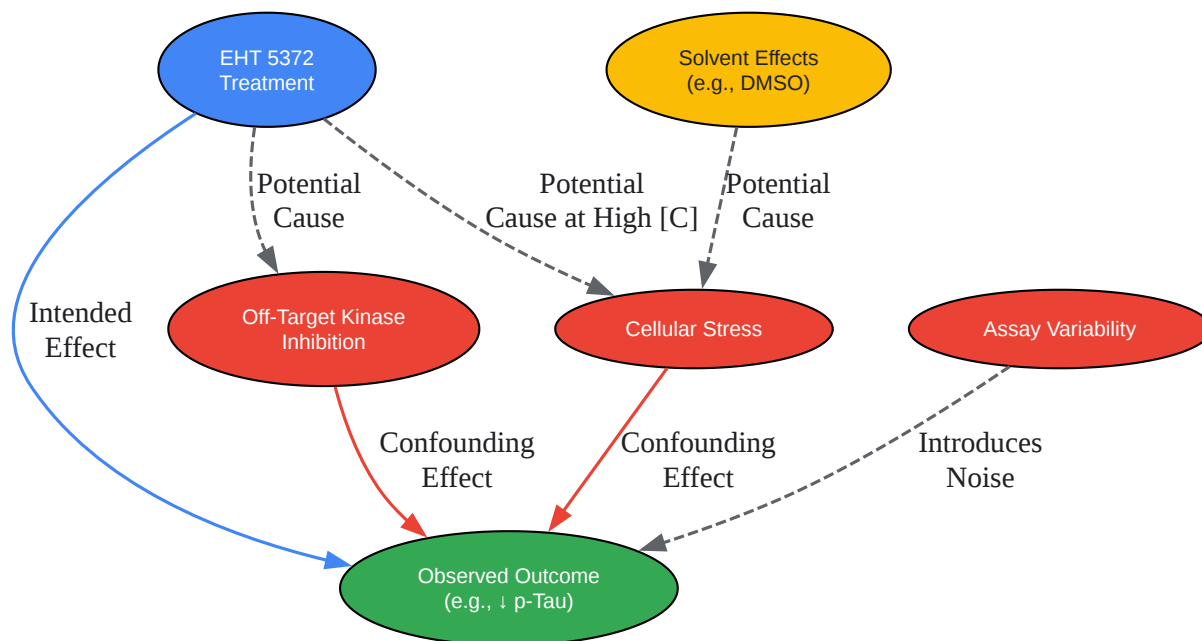 EHT 5372
Treatment
Solvent Effects
(e.g., DMSO)
Potential
Cause
Potential
Cause at High [C]
Potential
Cause
Intended
Effect
Off-Target Kinase
Inhibition
Cellular Stress
Assay Variability
Confounding
Effect
Confounding
Effect
Introduces
Noise
Observed Outcome
(e.g., ↓ p-Tau)